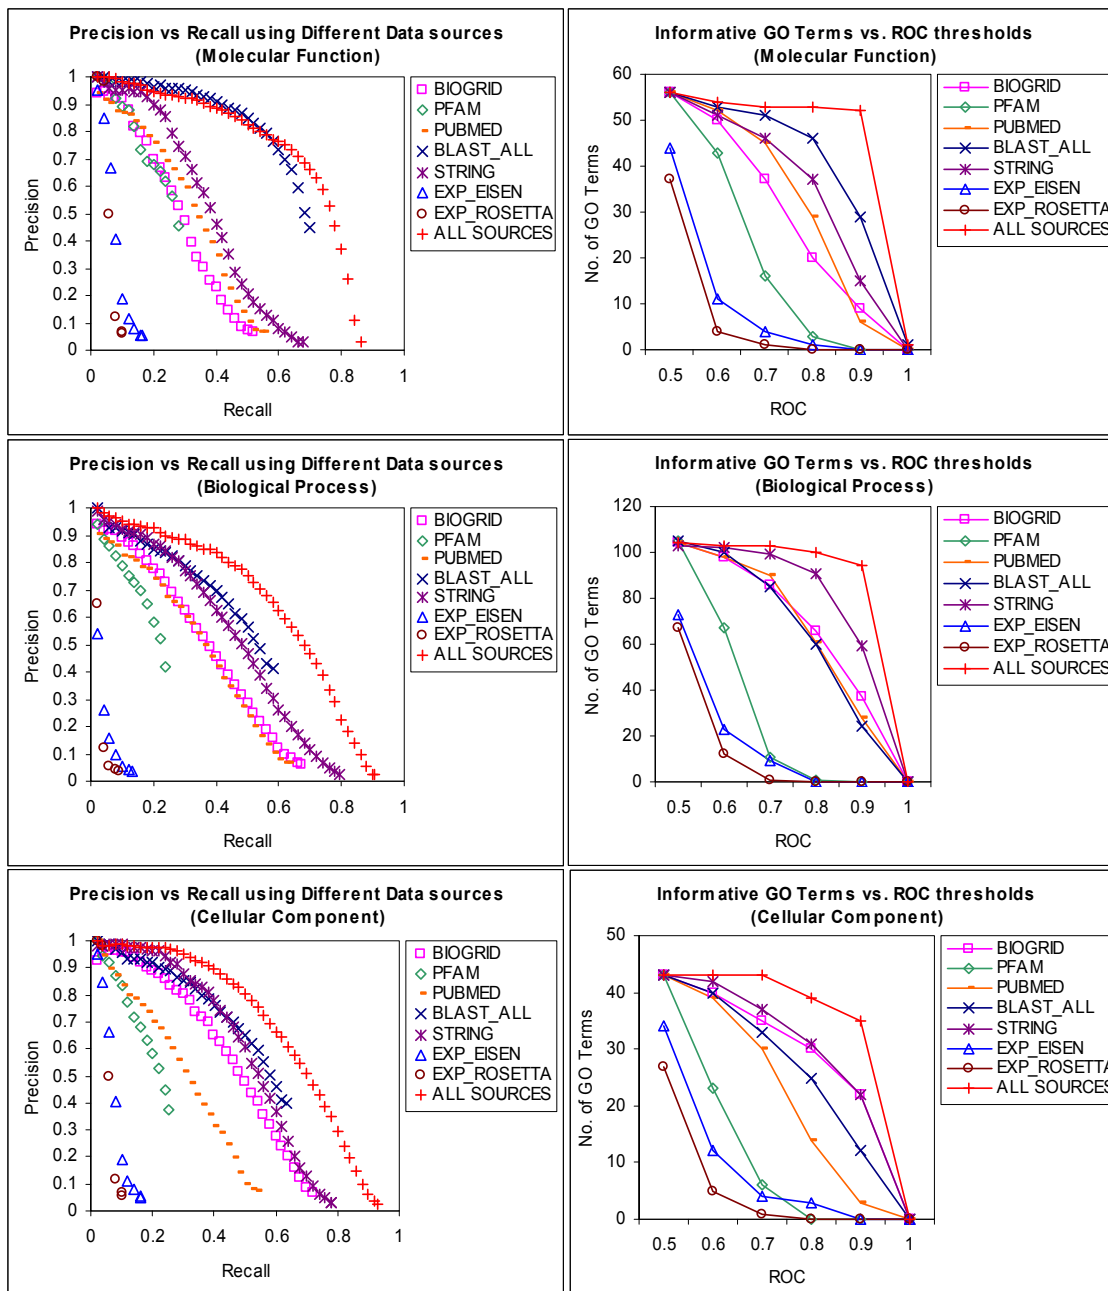 Precision vs Recall using Different Data sources
(Molecular Function)
1
0.9
0.8
0.7
0.6
0.5
0.4
0.3
0.2
0.1
0
Precision
0 0.2 0.4 0.6 0.8 1
Recall
BIOGRID
PFAM
PUBMED
BLAST_ALL
STRING
EXP_EISEN
EXP_ROSETTA
ALL SOURCES
Informative GO Terms vs. ROC thresholds
(Molecular Function)
60
50
40
30
20
10
0
No. of GO Terms
0.5 0.6 0.7 0.8 0.9 1
ROC
BIOGRID
PFAM
PUBMED
BLAST_ALL
STRING
EXP_EISEN
EXP_ROSETTA
ALL SOURCES
Precision vs Recall using Different Data sources
(Biological Process)
1
0.9
0.8
0.7
0.6
0.5
0.4
0.3
0.2
0.1
0
Precision
0 0.2 0.4 0.6 0.8 1
Recall
BIOGRID
PFAM
PUBMED
BLAST_ALL
STRING
EXP_EISEN
EXP_ROSETTA
ALL SOURCES
Informative GO Terms vs. ROC thresholds
(Biological Process)
120
100
80
60
40
20
0
No. of GO Terms
0.5 0.6 0.7 0.8 0.9 1
ROC
BIOGRID
PFAM
PUBMED
BLAST_ALL
STRING
EXP_EISEN
EXP_ROSETTA
ALL SOURCES
Precision vs Recall using Different Data sources
(Cellular Component)
1
0.9
0.8
0.7
0.6
0.5
0.4
0.3
0.2
0.1
0
Precision
0 0.2 0.4 0.6 0.8 1
Recall
BIOGRID
PFAM
PUBMED
BLAST_ALL
STRING
EXP_EISEN
EXP_ROSETTA
ALL SOURCES
Informative GO Terms vs. ROC thresholds
(Cellular Component)
50
40
30
20
10
0
No. of GO Terms
0.5 0.6 0.7 0.8 0.9 1
ROC
BIOGRID
PFAM
PUBMED
BLAST_ALL
STRING
EXP_EISEN
EXP_ROSETTA
ALL SOURCES